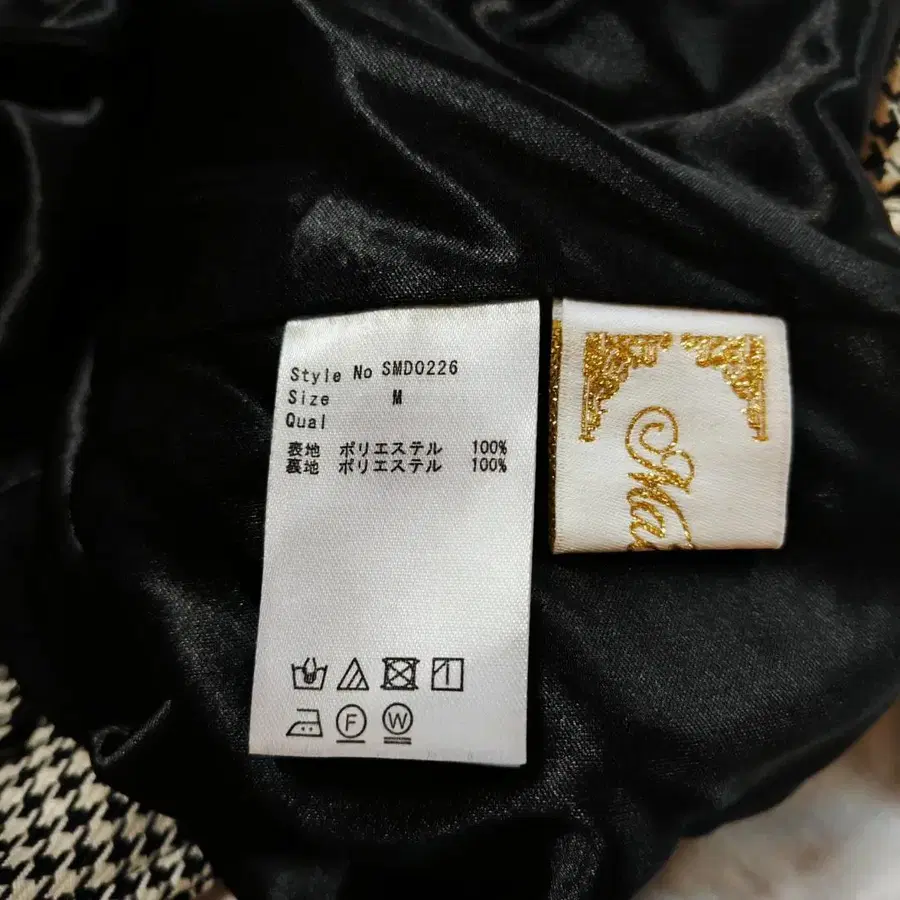 Style No SMD0226
Size M
Qual
表地 ポリエステル 100%
裏地 ポリエステル 100%
F
W